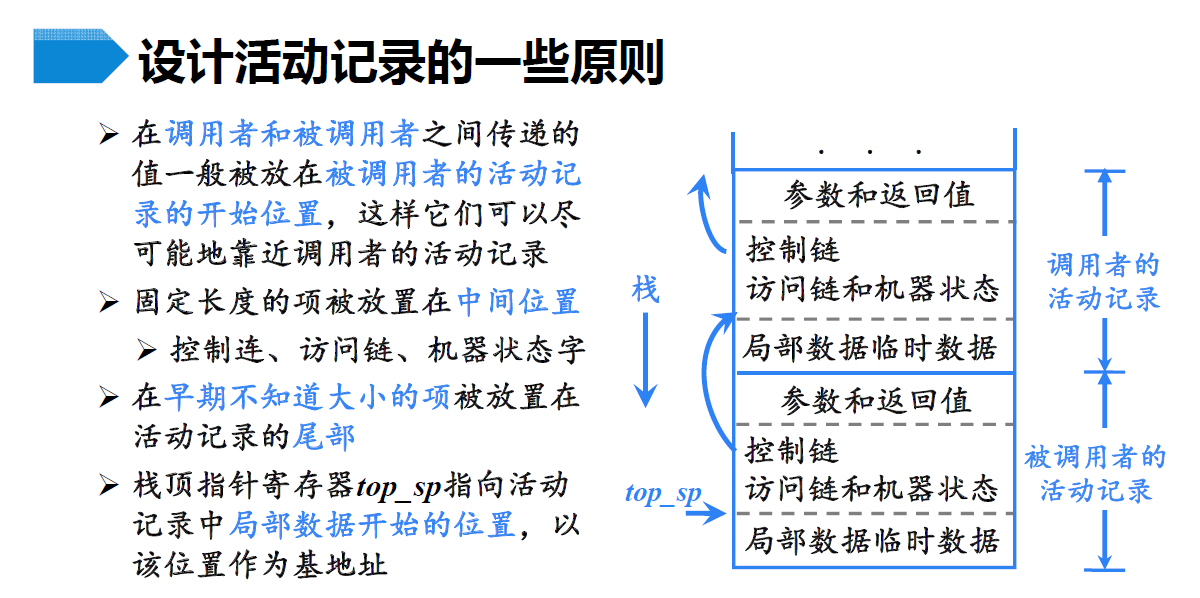 设计活动记录的一些原则
➢ 在调用者和被调用者之间传递的
值一般被放在被调用者的活动记
录的开始位置，这样它们可以尽
可能地靠近调用者的活动记录
➢ 固定长度的项被放置在中间位置
➢ 控制连、访问链、机器状态字
➢ 在早期不知道大小的项被放置在
活动记录的尾部
➢ 栈顶指针寄存器top_sp指向活动
记录中局部数据开始的位置，以
该位置作为基地址
栈
top_sp
. . .
参数和返回值
控制链
访问链和机器状态
局部数据临时数据
参数和返回值
控制链
访问链和机器状态
局部数据临时数据
调用者的
活动记录
被调用者的
活动记录